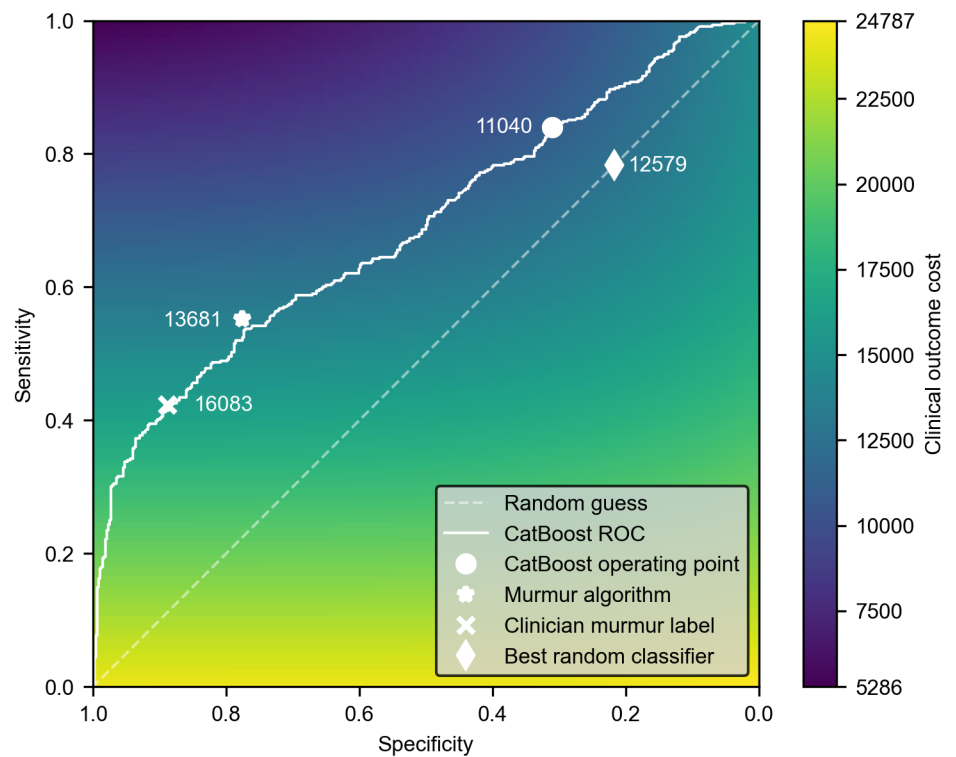 1.0
0.8
0.6
0.4
0.2
0.0
Sensitivity
1.0
0.8
0.6
0.4
0.2
0.0
Specificity
11040
12579
13681
16083
Random guess
CatBoost ROC
CatBoost operating point
Murmur algorithm
Clinician murmur label
Best random classifier
24787
22500
20000
17500
15000
12500
10000
7500
5286
Clinical outcome cost